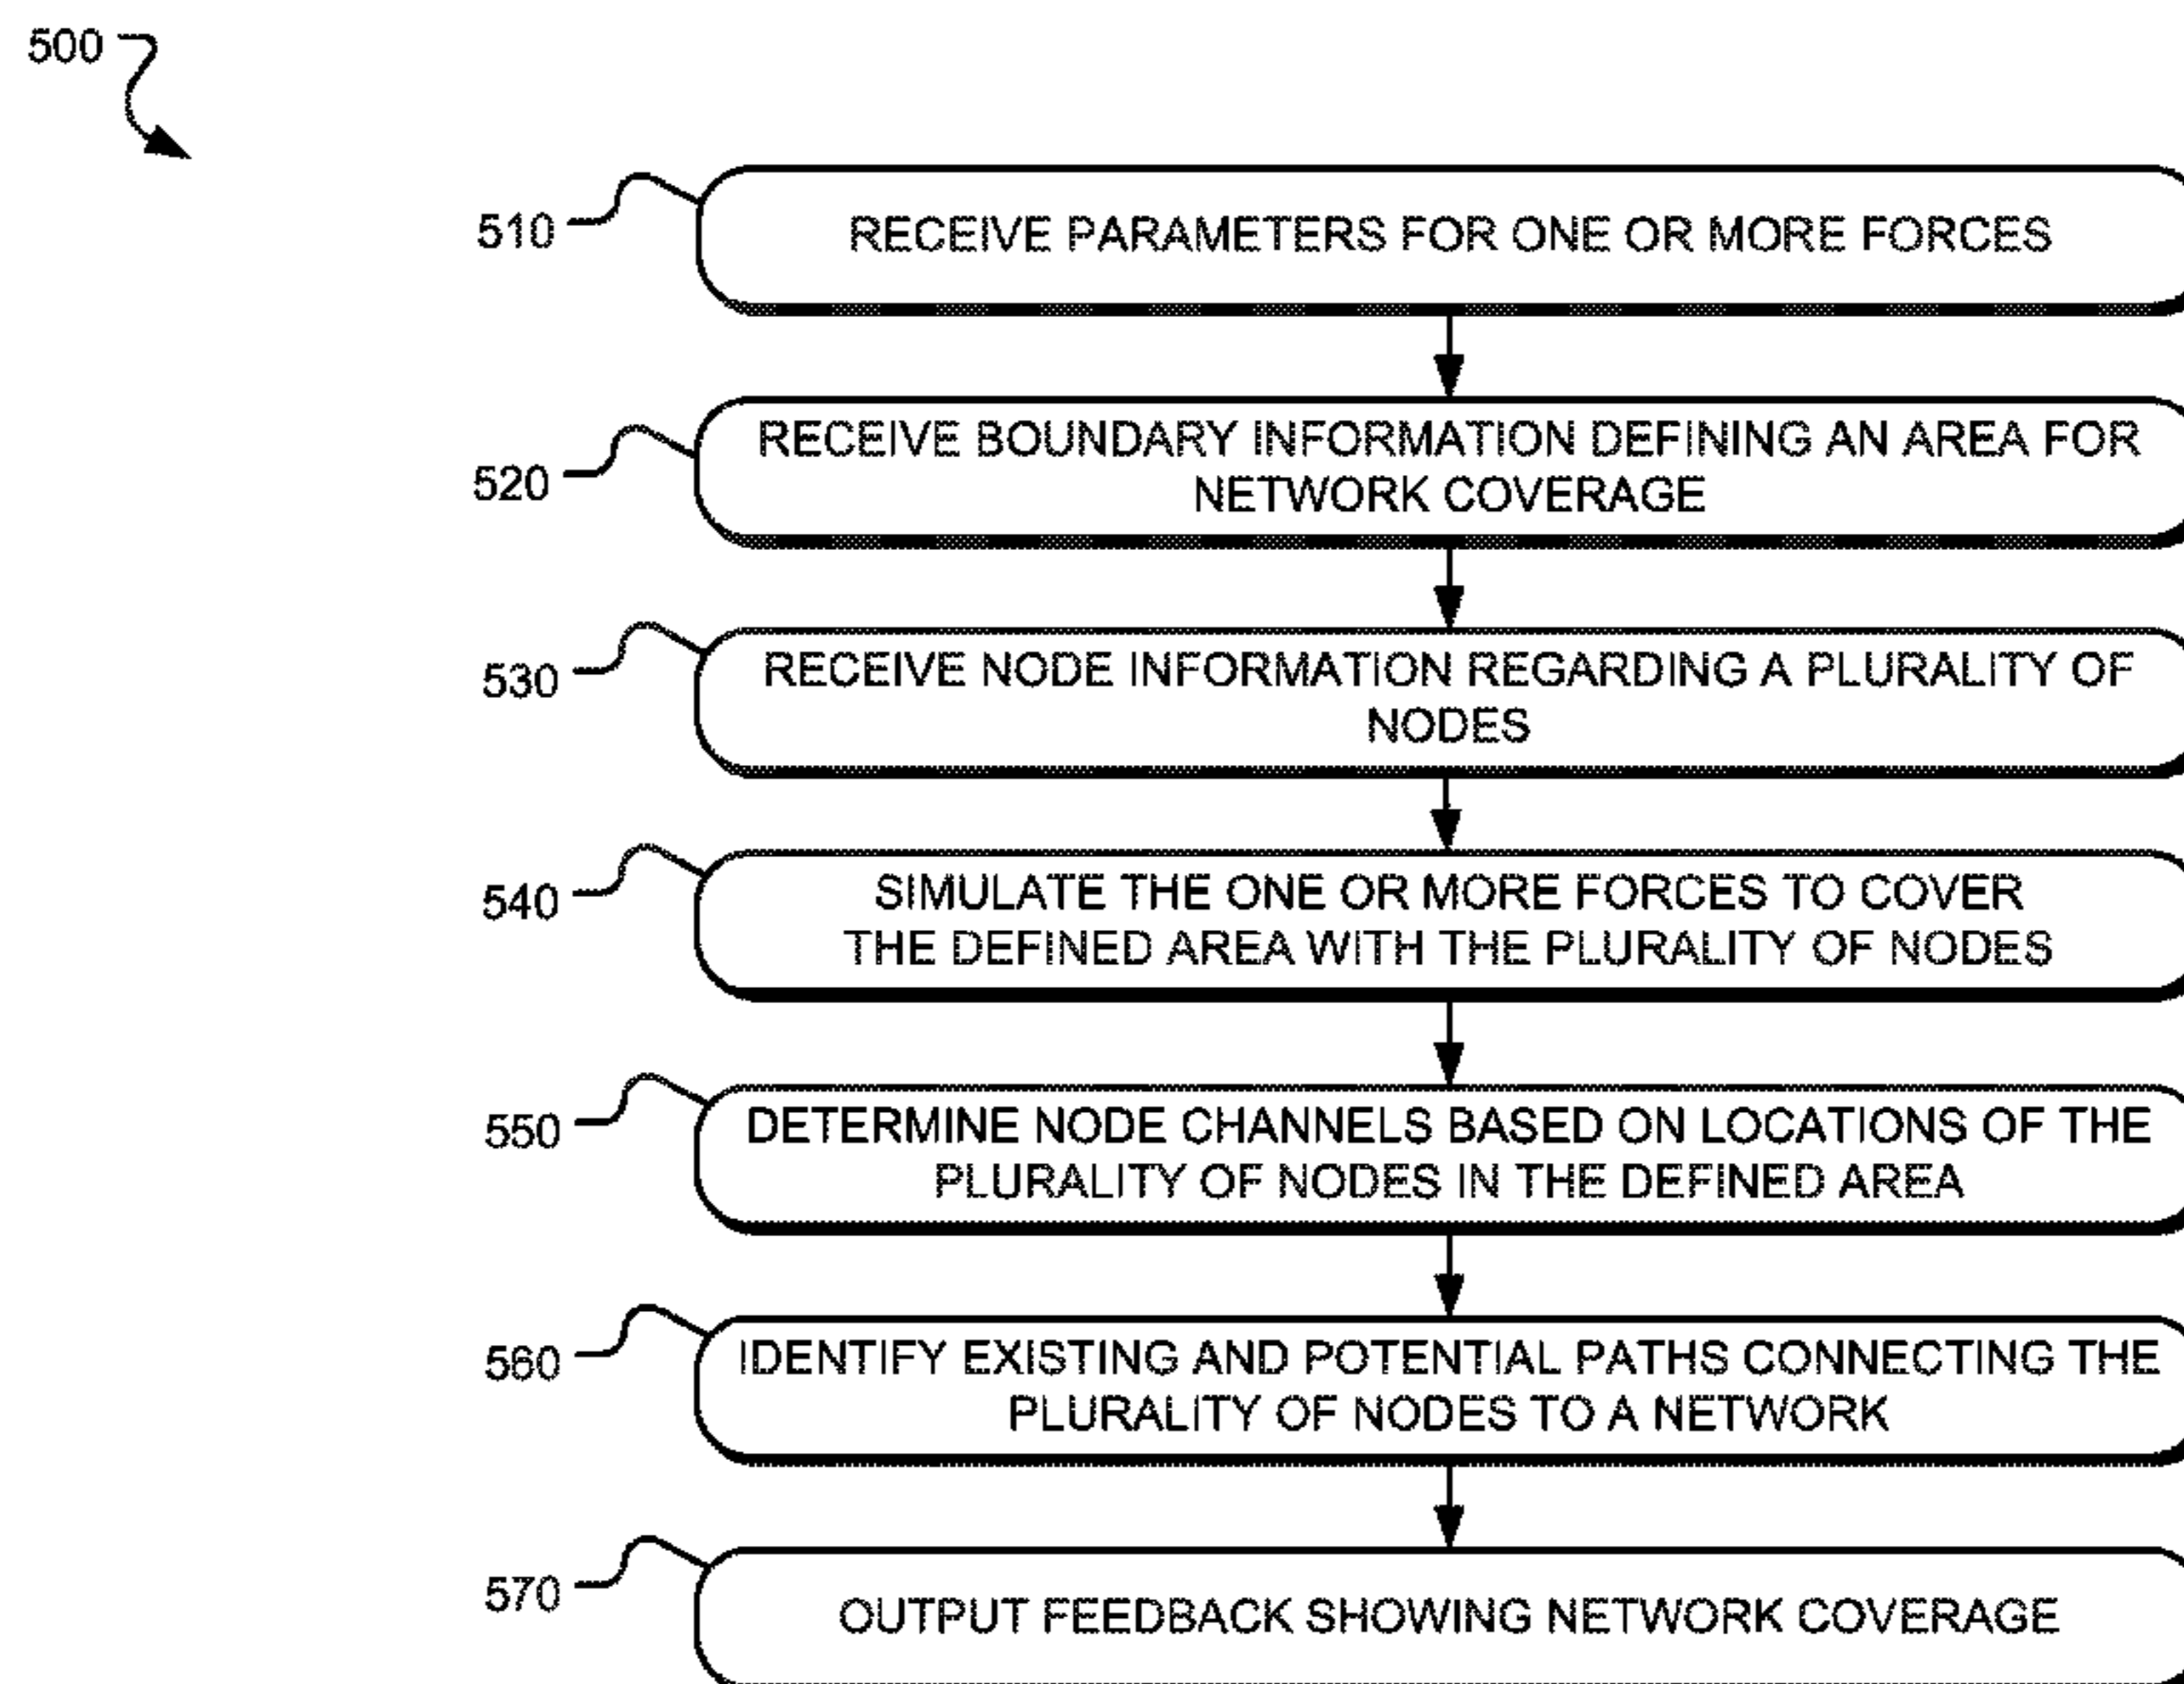 500
510
RECEIVE PARAMETERS FOR ONE OR MORE FORCES
520
RECEIVE BOUNDARY INFORMATION DEFINING AN AREA FOR
NETWORK COVERAGE
530
RECEIVE NODE INFORMATION REGARDING A PLURALITY OF
NODES
540
SIMULATE THE ONE OR MORE FORCES TO COVER
THE DEFINED AREA WITH THE PLURALITY OF NODES
550
DETERMINE NODE CHANNELS BASED ON LOCATIONS OF THE
PLURALITY OF NODES IN THE DEFINED AREA
560
IDENTIFY EXISTING AND POTENTIAL PATHS CONNECTING THE
PLURALITY OF NODES TO A NETWORK
570
OUTPUT FEEDBACK SHOWING NETWORK COVERAGE